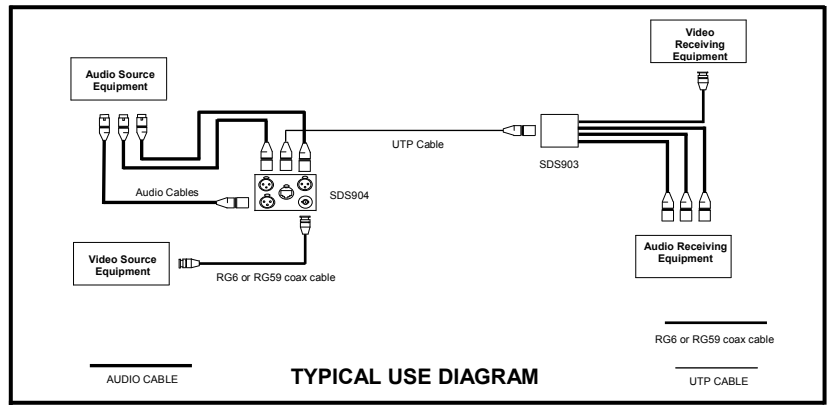 Video
Receiving
Equipment
Audio Source
Equipment
UTP Cable
SDS903
Audio Cables
SDS904
Audio Receiving
Equipment
Video Source
Equipment
RG6 or RG59 coax cable
RG6 or RG59 coax cable
AUDIO CABLE
TYPICAL USE DIAGRAM
UTP CABLE